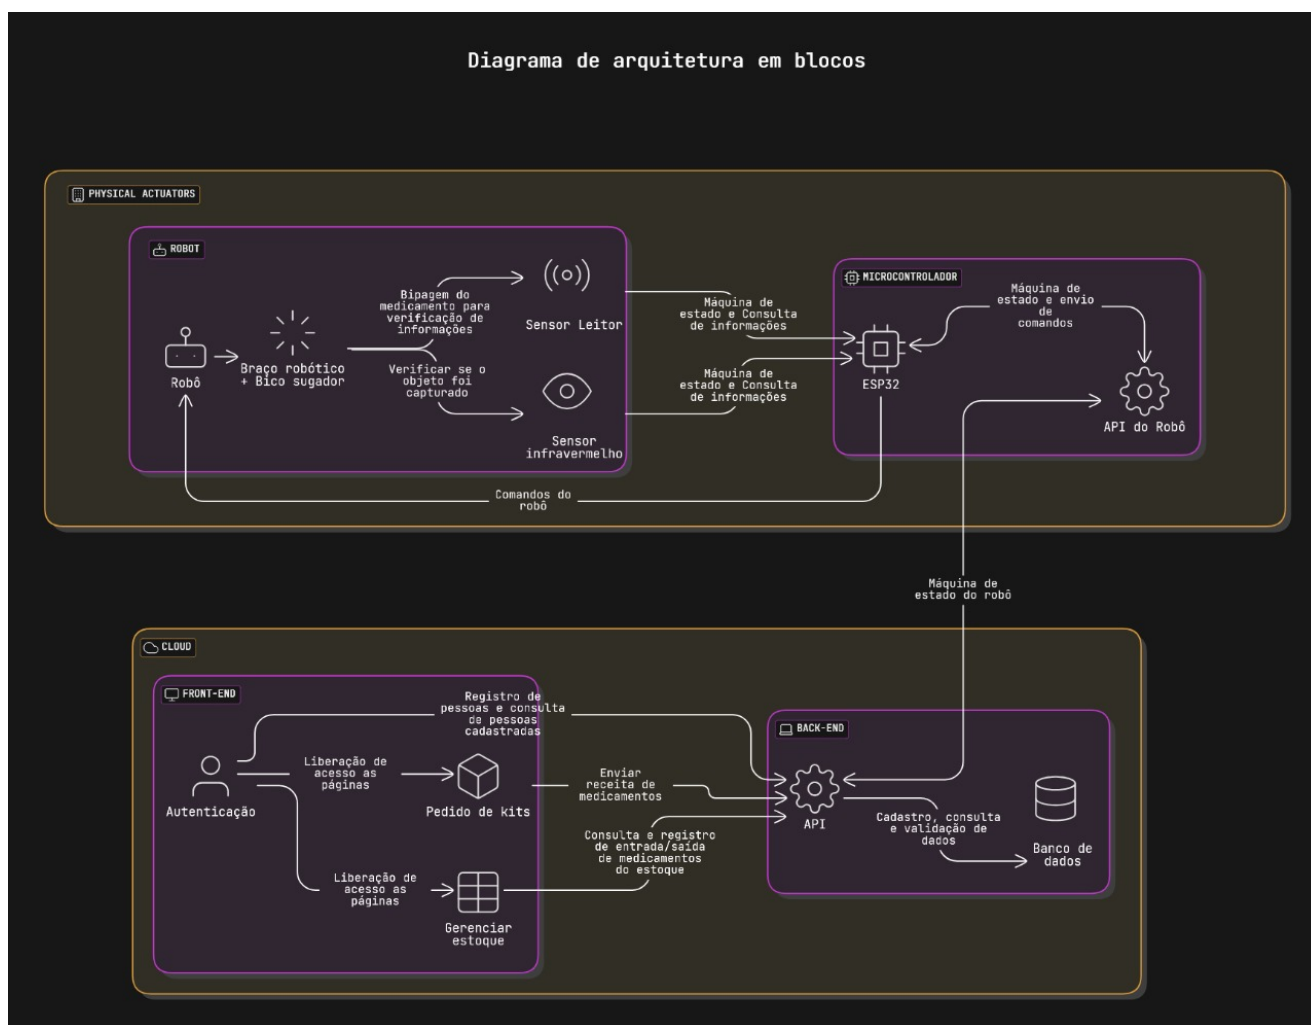 Diagrama de arquitetura em blocos
PHYSICAL ACTUATORS
ROBOT
Robô
Braço robótico
+ Bico sugador
Bipagem do
medicamento para
verificação de
informações
Verificar se o
objeto foi
capturado
Sensor Leitor
Sensor
infravermelho
Máquina de
estado e Consulta
de informações
Máquina de
estado e Consulta
de informações
MICROCONTROLADOR
ESP32
Máquina de
estado e envio
de
comandos
API do Robô
Comandos do
robô
Máquina de
estado do robô
CLOUD
FRONT-END
Autenticação
Registro de
pessoas e consulta
de pessoas
cadastradas
Liberação de
acesso as
páginas
Pedido de kits
Liberação de
acesso as
páginas
Gerenciar
estoque
Enviar
receita de
medicamentos
Consulta e registro
de entrada/saída
de medicamentos
do estoque
BACK-END
API
Cadastro, consulta
e validação de
dados
Banco de
dados